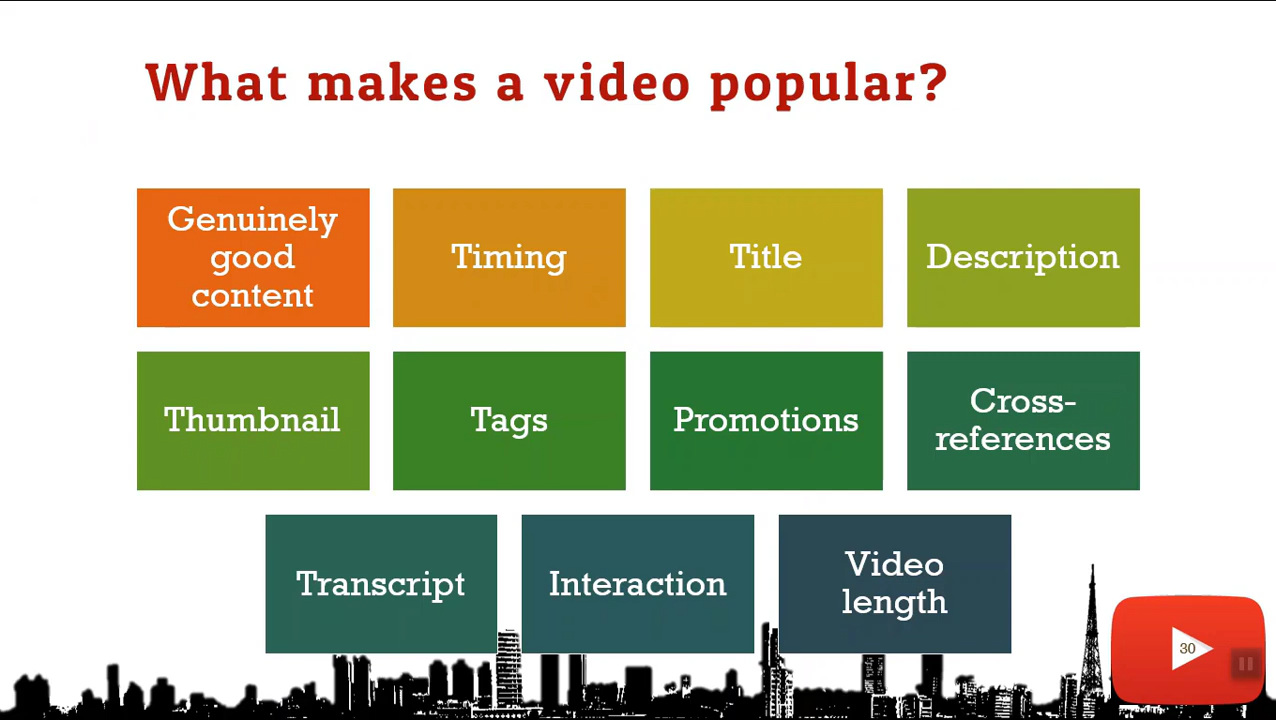 What makes a video popular?
Genuinely
good
content
Timing
Title
Description
Thumbnail
Tags
Promotions
Cross-
references
Transcript
Interaction
Video
length
30